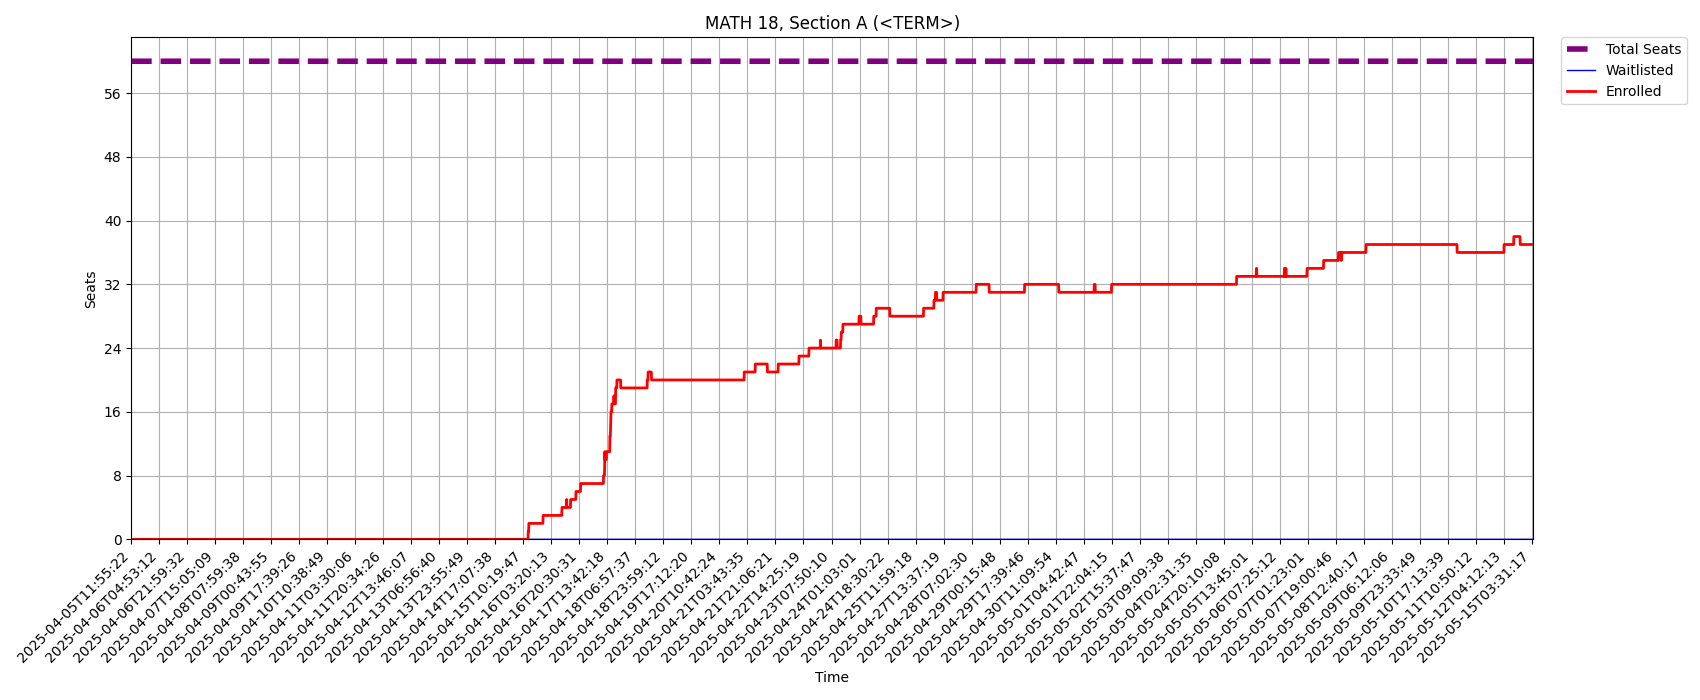 MATH 18, Section A (<TERM>)
Total Seats
Waitlisted
Enrolled
Seats
56
48
40
32
24
16
8
0
2025-04-05T11:55:22
2025-04-06T04:53:12
2025-04-06T21:59:32
2025-04-07T15:05:09
2025-04-08T07:59:38
2025-04-09T00:43:55
2025-04-09T17:39:26
2025-04-10T10:38:49
2025-04-11T03:30:06
2025-04-11T20:34:26
2025-04-12T13:46:07
2025-04-13T06:56:40
2025-04-13T23:55:49
2025-04-14T17:07:38
2025-04-15T10:19:47
2025-04-16T03:20:13
2025-04-16T20:30:31
2025-04-17T13:42:18
2025-04-18T06:57:37
2025-04-18T23:59:12
2025-04-19T17:12:20
2025-04-20T10:42:24
2025-04-21T03:43:35
2025-04-21T21:06:21
2025-04-22T14:25:19
2025-04-23T07:50:10
2025-04-24T01:03:01
2025-04-24T18:30:22
2025-04-25T11:59:18
2025-04-27T13:37:19
2025-04-28T07:02:30
2025-04-29T00:15:48
2025-04-29T17:39:46
2025-04-30T11:09:54
2025-05-01T04:42:47
2025-05-01T22:04:15
2025-05-02T15:37:47
2025-05-03T09:09:38
2025-05-04T02:31:35
2025-05-04T20:10:08
2025-05-05T13:45:01
2025-05-06T07:25:12
2025-05-07T01:23:01
2025-05-07T19:00:46
2025-05-08T12:40:17
2025-05-09T06:12:06
2025-05-09T23:33:49
2025-05-10T17:13:39
2025-05-11T10:50:12
2025-05-12T04:12:13
2025-05-15T03:31:17
Time